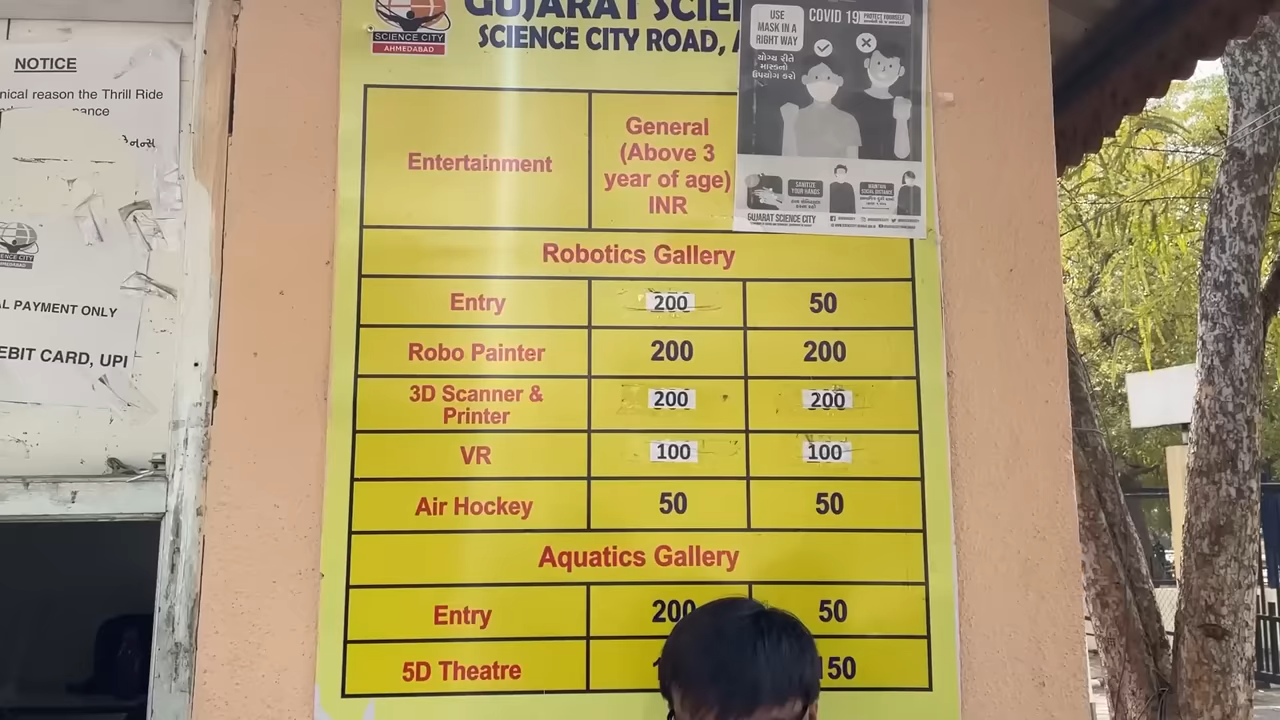 NOTICE
nical reason the Thrill Ride
ance
AL PAYMENT ONLY
EBIT CARD, UPI
SCIENCE CITY
AHMEDABAD
GUJARAT SCIE
SCIENCE CITY ROAD,
USE
MASK IN A
RIGHT WAY
યોગ્ય રીતે
માસ્કનો
ઉપયોગ કરો
COVID 19
PROTECT YOURSELF
SANITIZE
YOUR HANDS
MAINTAIN
SOCIAL DISTANCE
GUJARAT SCIENCE CITY
Entertainment
General
(Above 3
year of age)
INR
Robotics Gallery
Entry 200 50
Robo Painter 200 200
3D Scanner &
Printer 200 200
VR 100 100
Air Hockey 50 50
Aquatics Gallery
Entry 200 50
5D Theatre 150